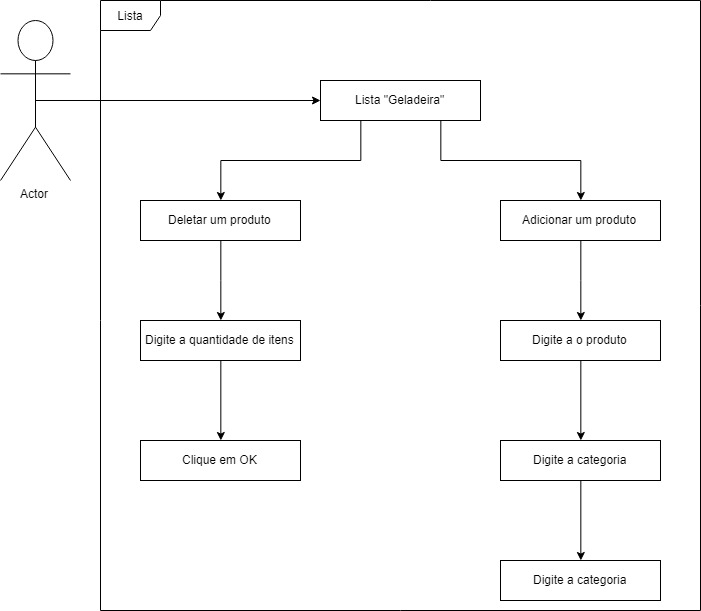 Lista
Lista "Geladeira"
Actor
Deletar um produto
Adicionar um produto
Digite a quantidade de itens
Digite a o produto
Clique em OK
Digite a categoria
Digite a categoria